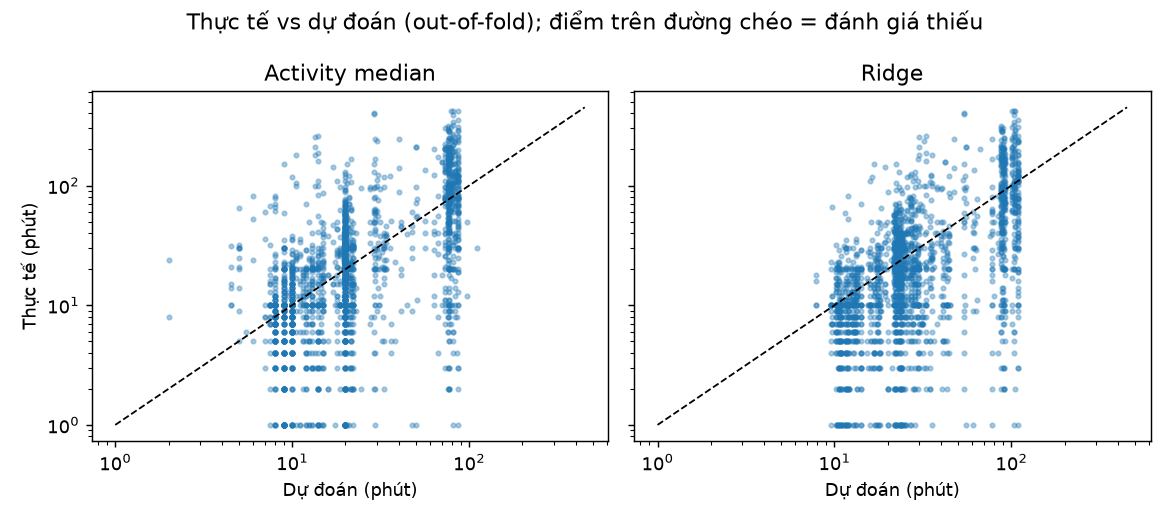 Thực tế vs dự đoán (out-of-fold); điểm trên đường chéo = đánh giá thiếu
Activity median
Ridge
Thực tế (phút)
10²
10¹
10⁰
10⁰ 10¹ 10²
10⁰ 10¹ 10²
Dự đoán (phút)
Dự đoán (phút)